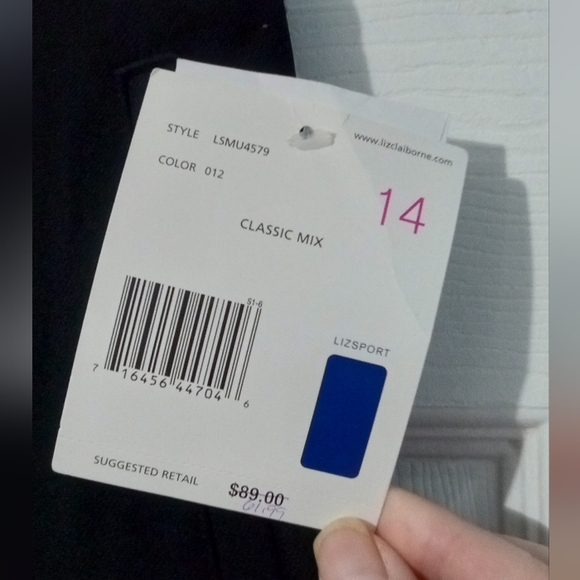 STYLE LSMU4579
www.lizclaiborne.com
COLOR 012
14
CLASSIC MIX
S1-6
7 16456 44704 6
LIZSPORT
SUGGESTED RETAIL $89.00